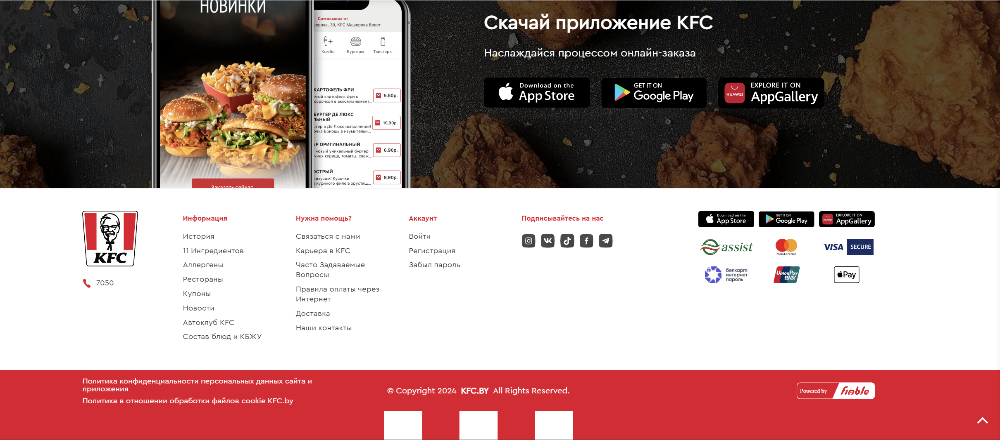 НОВИНКИ
Самовывоз от
шерова, 39, KFC Машерова Брест
Комбо
Бургеры
Твистеры
КАРТОФЕЛЬ ФРИ
картофель фри с
корочкой в аккомпанемент...
5,50р.
БУРГЕР ДЕ ЛЮКС
ЛЬНЫЙ
в Де Люкс исполнении!
Бриошь в изумительн...
10,90р.
ОРИГИНАЛЬНЫЙ
новый уникальный бургер
курица, томаты, свеж...
6,90р.
ОСТРЫЙ
вкусом! Кусочки
куриного филе в хрустящ...
8,90р.
Заказать сейчас
Скачай приложение KFC
Наслаждайся процессом онлайн-заказа
Download on the
App Store
GET IT ON
Google Play
HUAWEI
EXPLORE IT ON
AppGallery
KFC
7050
Информация
История
11 Ингредиентов
Аллергены
Рестораны
Купоны
Новости
Автоклуб KFC
Состав блюд и КБЖУ
Нужна помощь?
Связаться с нами
Карьера в KFC
Часто Задаваемые
Вопросы
Правила оплаты через
Интернет
Доставка
Наши контакты
Аккаунт
Войти
Регистрация
Забыл пароль
Подписывайтесь на нас
Download on the
App Store
GET IT ON
Google Play
HUAWEI
EXPLORE IT ON
AppGallery
assist
mastercard.
VISA SECURE
белкарт
интернет
пароль
UnionPay
银联
Pay
Политика конфиденциальности персональных данных сайта и
приложения
Политика в отношении обработки файлов cookie KFC.by
© Copyright 2024 KFC.BY All Rights Reserved.
Powered by fimble